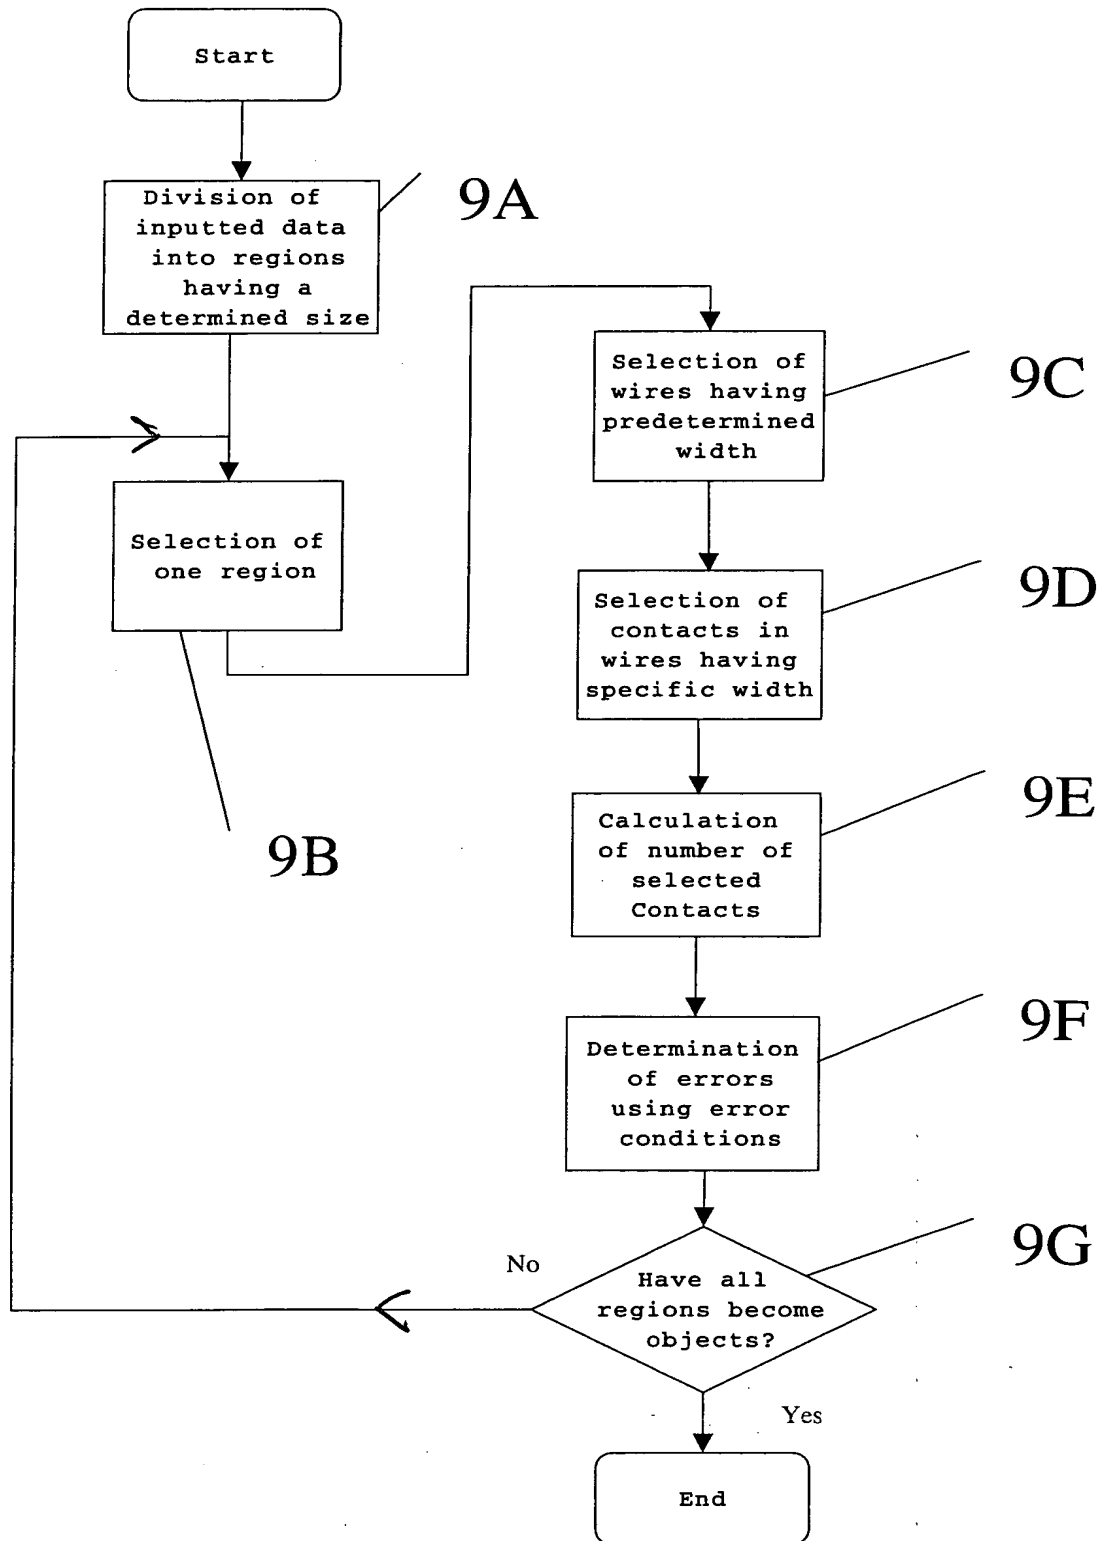 Start
Division of
inputted data
into regions
having a
determined size
9A
Selection of
one region
9B
Selection of
wires having
predetermined
width
9C
Selection of
contacts in
wires having
specific width
9D
Calculation
of number of
selected
Contacts
9E
Determination
of errors
using error
conditions
9F
Have all
regions become
objects?
9G
No
Yes
End